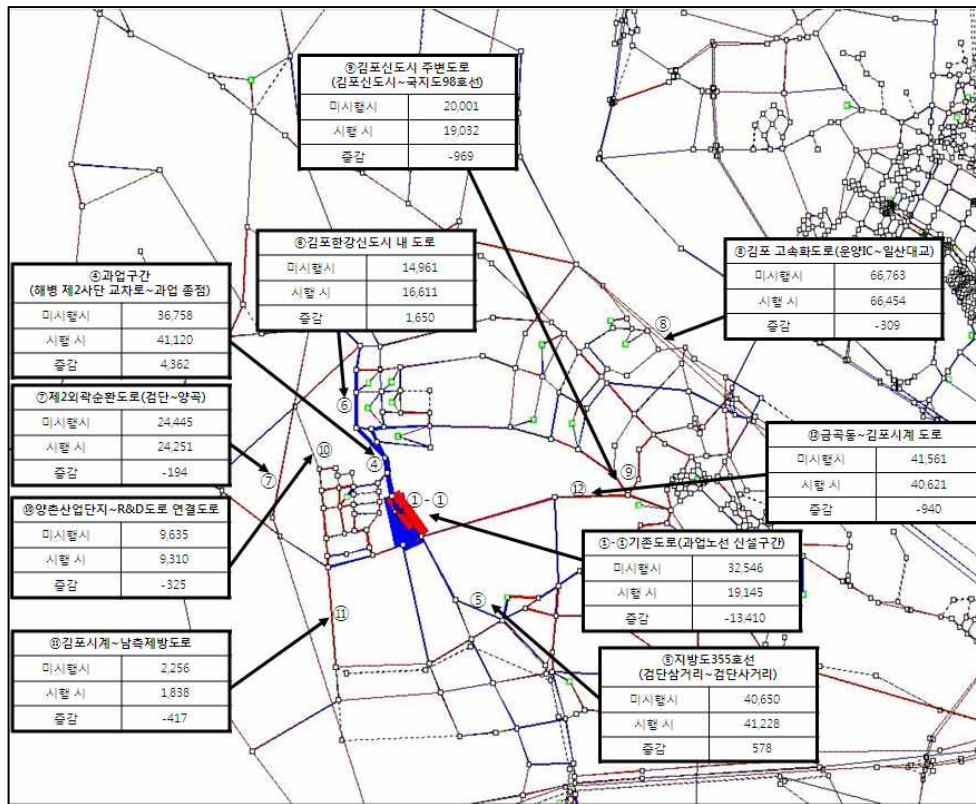 ⑨김포신도시 주변도로
(김포신도시~국지도98호선)
미시행시 20,001
시행 시 19,032
증감 -969
⑥김포한강신도시 내 도로
미시행시 14,961
시행 시 16,611
증감 1,650
⑧김포 고속화도로(운양IC~일산대교)
미시행시 66,763
시행 시 66,454
증감 -309
④과업구간
(해병 제2사단 교차로~과업 종점)
미시행시 36,758
시행 시 41,120
증감 4,362
⑦제2외곽순환도로(검단~양곡)
미시행시 24,445
시행 시 24,251
증감 -194
⑩양촌산업단지~R&D도로 연결도로
미시행시 9,635
시행 시 9,310
증감 -325
⑪김포시계~남측제방도로
미시행시 2,256
시행 시 1,838
증감 -417
금곡동~김포시계 도로
미시행시 41,561
시행 시 40,621
증감 -940
①-①기존도로(과업노선 신설구간)
미시행시 32,546
시행 시 19,145
증감 -13,410
⑤지방도355호선
(검단삼거리~검단사거리)
미시행시 40,650
시행 시 41,228
증감 578
⑧
⑥
⑩
④
⑦
⑨
⑫
①-①
⑤
⑪